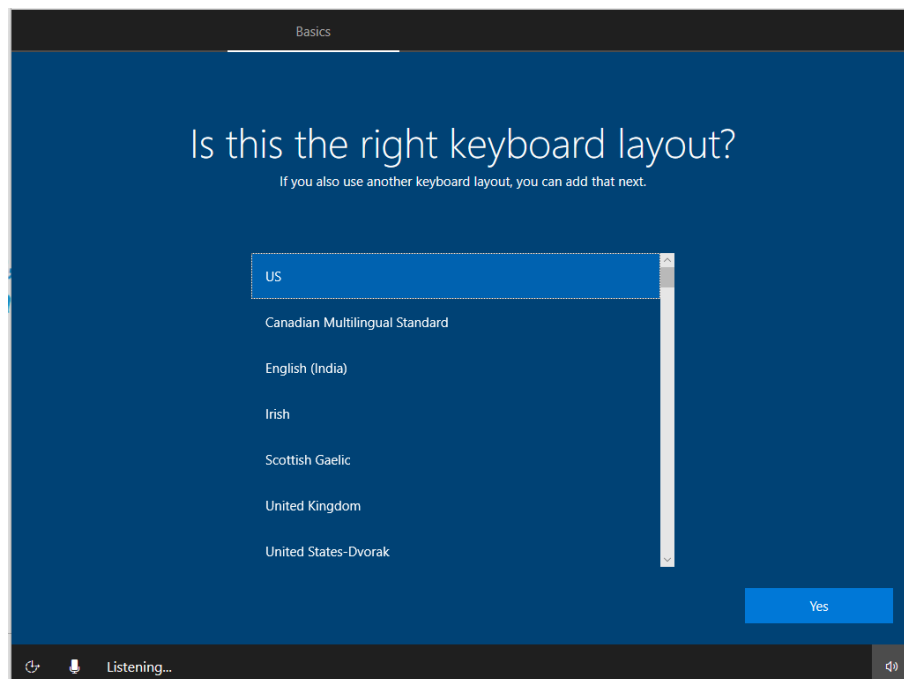 Basics
Is this the right keyboard layout?
If you also use another keyboard layout, you can add that next.
US
Canadian Multilingual Standard
English (India)
Irish
Scottish Gaelic
United Kingdom
United States-Dvorak
Yes
Listening...